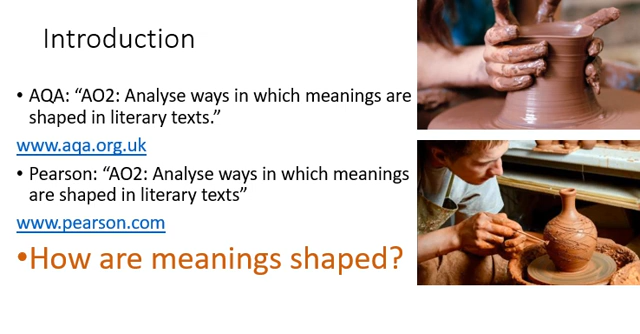 Introduction
• AQA: “AO2: Analyse ways in which meanings are
shaped in literary texts.”
www.aqa.org.uk
• Pearson: “AO2: Analyse ways in which meanings
are shaped in literary texts”
www.pearson.com
•How are meanings shaped?